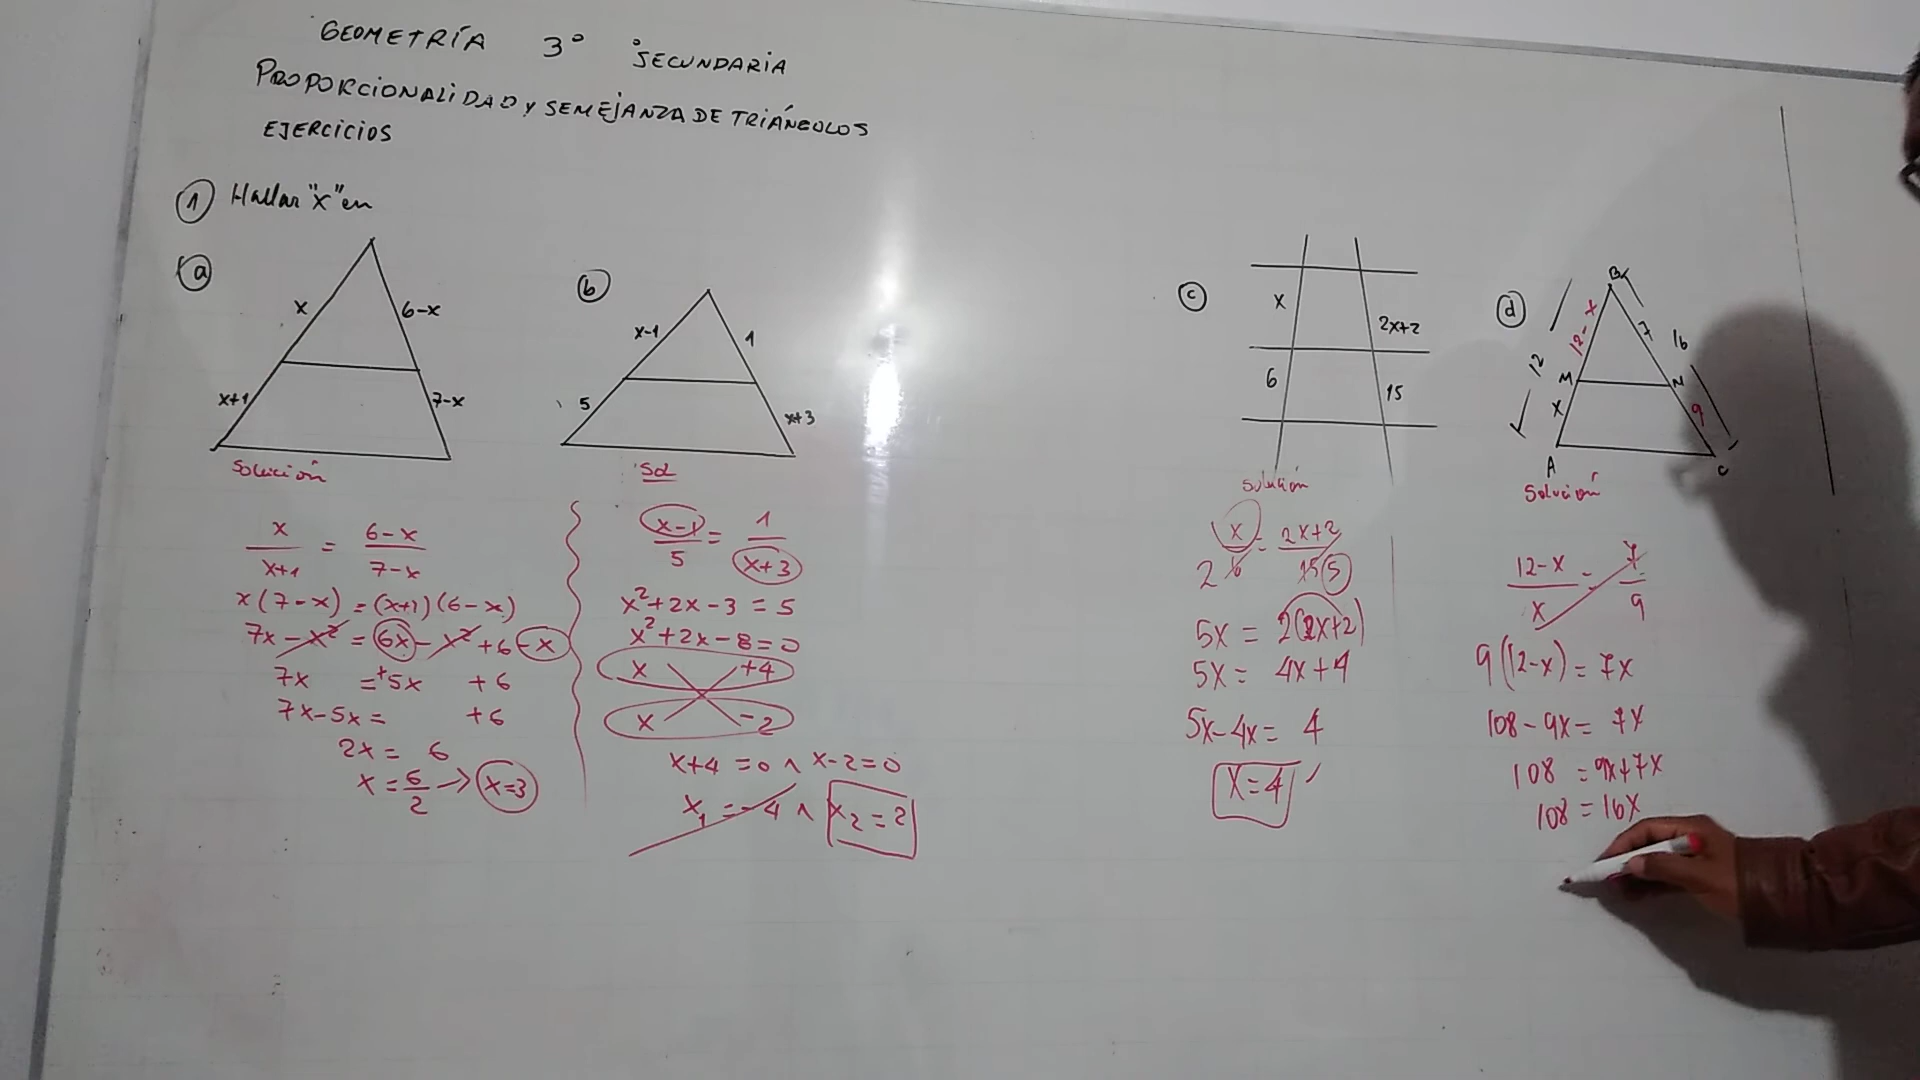 GEOMETRÍA 3° SECUNDARIA
PROPORCIONALIDAD Y SEMEJANZA DE TRIÁNGULOS
EJERCICIOS
① Hallar "x" en
ⓐ
x
6-x
x+1
7-x
Solución
x/(x+1) = (6-x)/(7-x)
x(7-x) = (x+1)(6-x)
7x - x² = 6x - x² + 6 - x
7x = +5x + 6
7x-5x = +6
2x = 6
x = 6/2 → x=3
ⓑ
x-1
1
5
x+3
Sol
(x-1)/5 = 1/(x+3)
x²+2x-3 = 5
x²+2x-8=0
x +4
x -2
x+4 = 0 ∧ x-2=0
x₁ = -4 ∧ x₂ = 2
ⓒ
x
2x+2
6
15
Solución
x/6 = (2x+2)/15
2 5
5x = 2(2x+2)
5x = 4x+4
5x-4x = 4
x=4
ⓓ
B
12-x
7
16
12
M
N
x
9
A
C
Solución
(12-x)/x = 7/9
9(12-x) = 7x
108 - 9x = 7x
108 = 9x+7x
108 = 16x